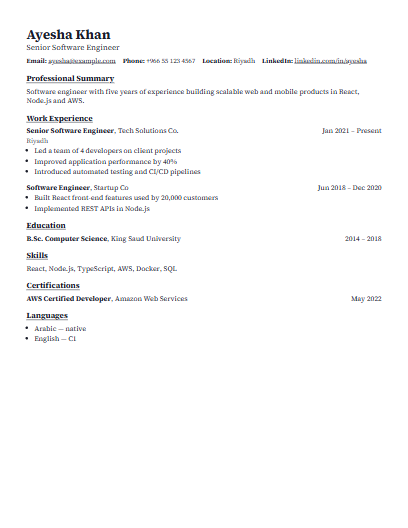 Ayesha Khan
Senior Software Engineer
Email: ayesha@example.com Phone: +966 55 123 4567 Location: Riyadh LinkedIn: linkedin.com/in/ayesha
Professional Summary
Software engineer with five years of experience building scalable web and mobile products in React,
Node.js and AWS.
Work Experience
Senior Software Engineer, Tech Solutions Co. Jan 2021 – Present
Riyadh
• Led a team of 4 developers on client projects
• Improved application performance by 40%
• Introduced automated testing and CI/CD pipelines
Software Engineer, Startup Co Jun 2018 – Dec 2020
• Built React front-end features used by 20,000 customers
• Implemented REST APIs in Node.js
Education
B.Sc. Computer Science, King Saud University 2014 – 2018
Skills
React, Node.js, TypeScript, AWS, Docker, SQL
Certifications
AWS Certified Developer, Amazon Web Services May 2022
Languages
• Arabic — native
• English — C1